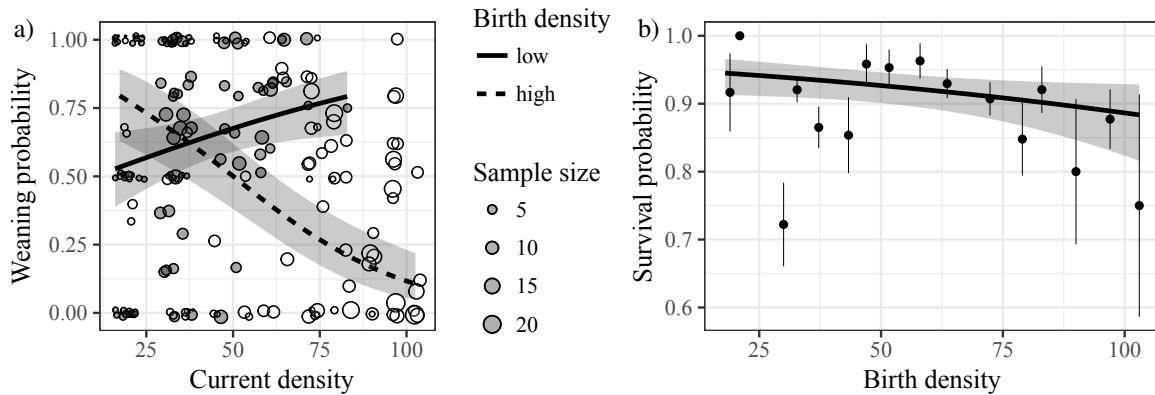 a)
Weaning probability
1.00
0.75
0.50
0.25
0.00
25
50
75
100
Current density
Birth density
low
high
Sample size
5
10
15
20
b)
Survival probability
1.0
0.9
0.8
0.7
0.6
25
50
75
100
Birth density